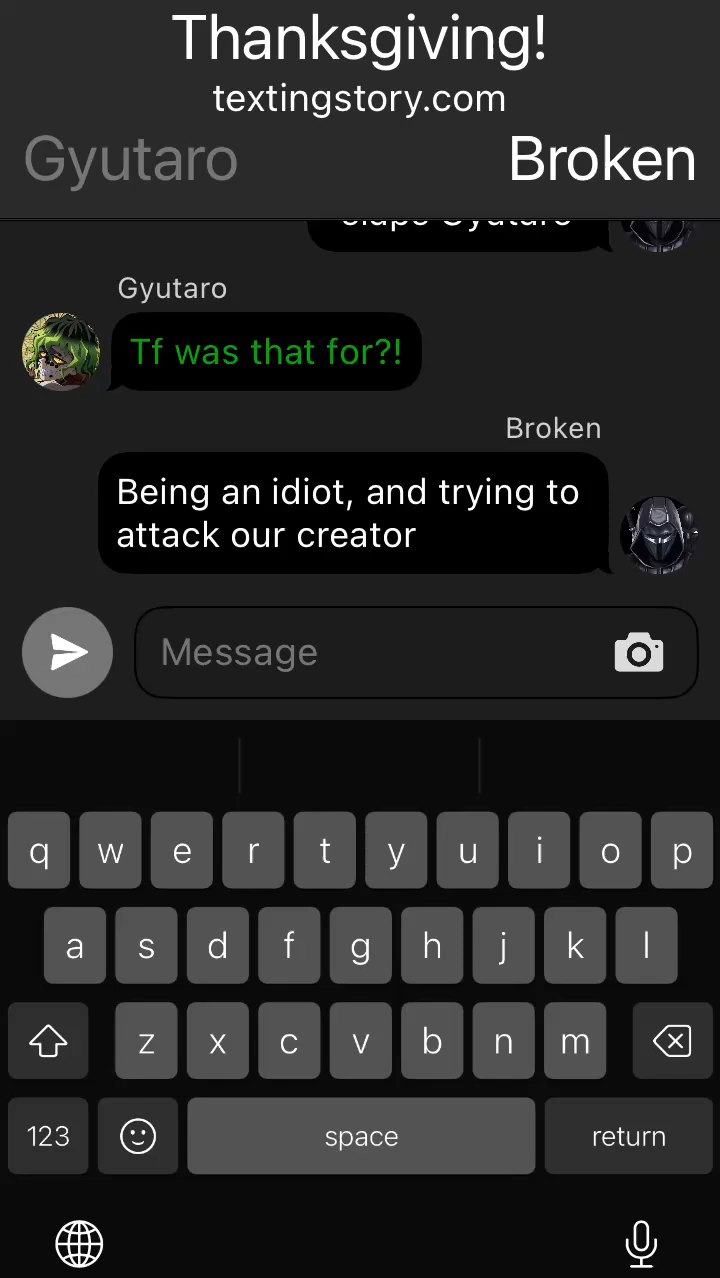 Thanksgiving!
textingstory.com
Gyutaro
Broken
Gyutaro
Tf was that for?!
Broken
Being an idiot, and trying to
attack our creator
Message
q w e r t y u i o p
a s d f g h j k l
z x c v b n m
123 space return